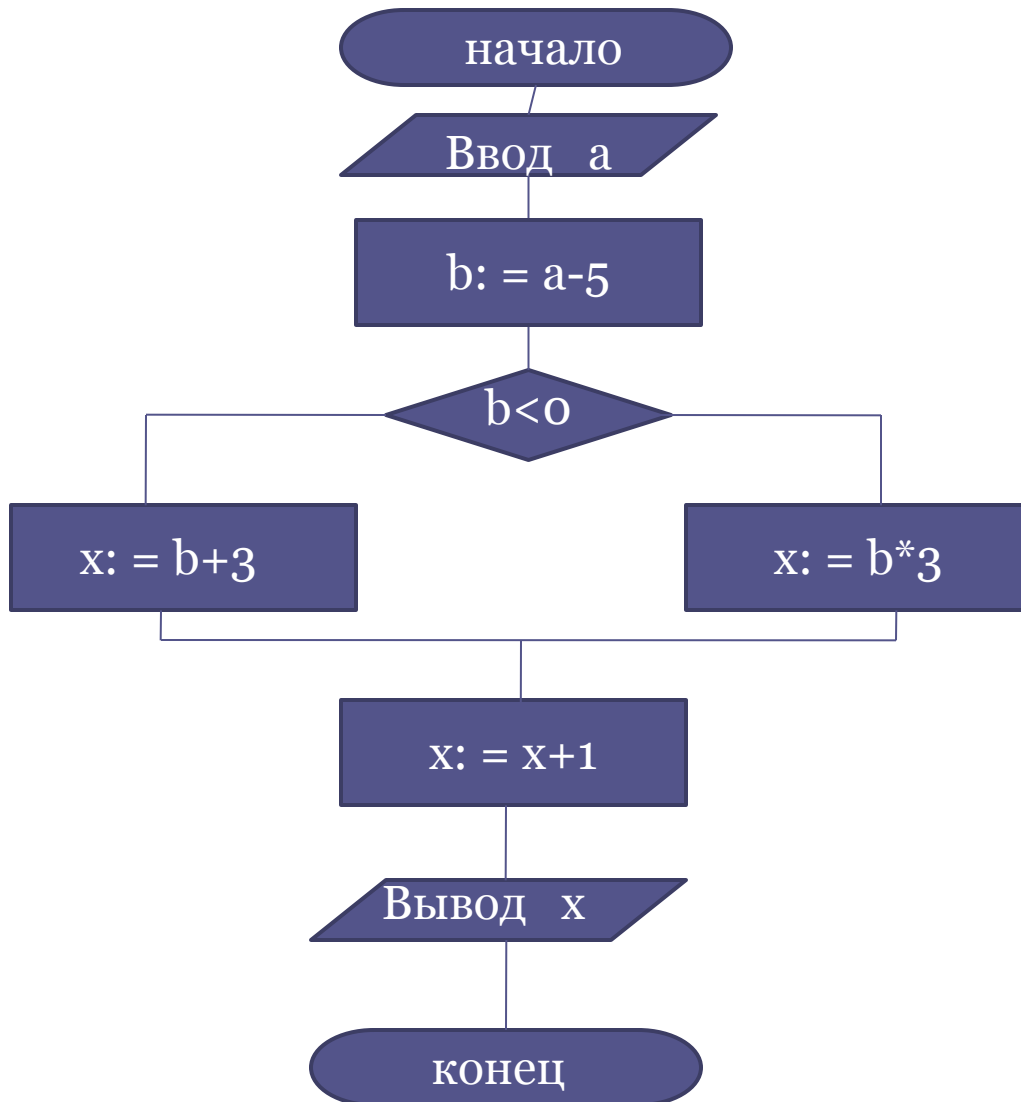 начало
Ввод a
b: = a-5
b<0
x: = b+3
x: = b*3
x: = x+1
Вывод x
конец